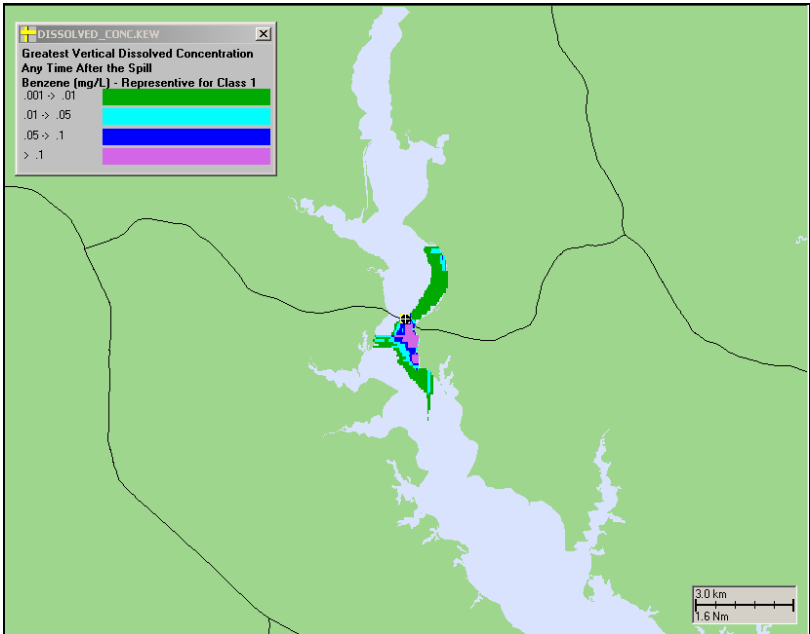 DISSOLVED_CONC.KEW
Greatest Vertical Dissolved Concentration
Any Time After the Spill
Benzene (mg/L) - Representive for Class 1
.001 -> .01
.01 -> .05
.05 -> .1
> .1
3.0 km
1.6 Nm